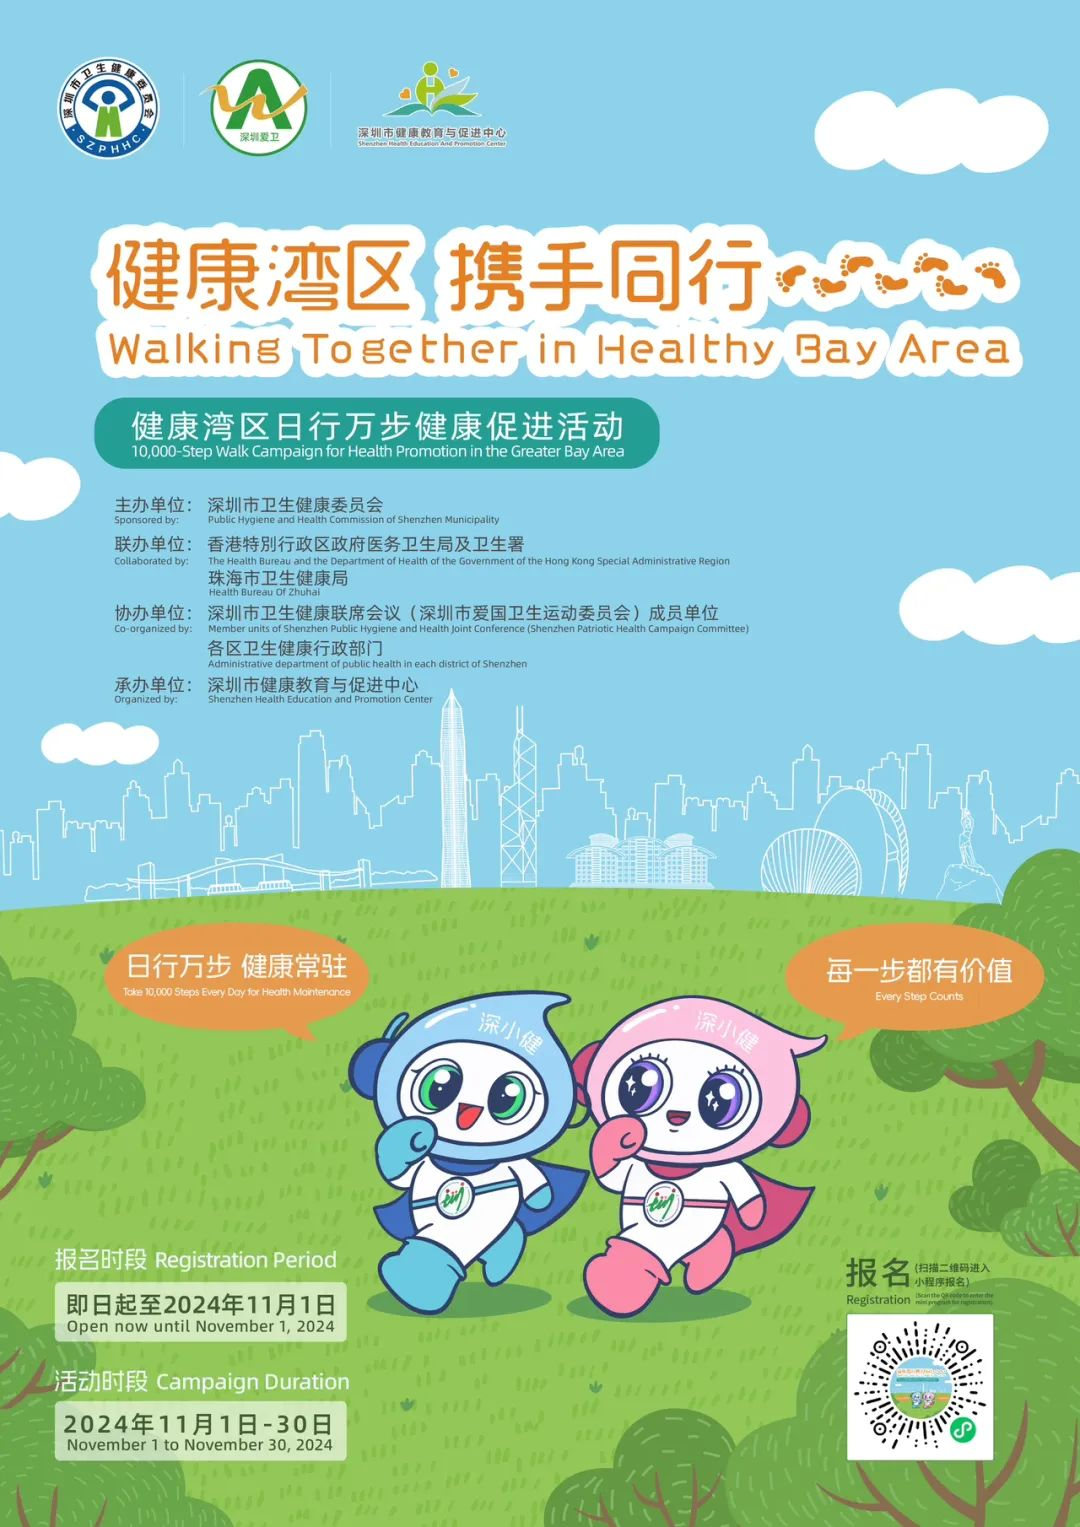 深圳市卫生健康委员会
SZPHHC
深圳爱卫
深圳市健康教育与促进中心
Shenzhen Health Education And Promotion Center
健康湾区 携手同行
Walking Together in Healthy Bay Area
健康湾区日行万步健康促进活动
10,000-Step Walk Campaign for Health Promotion in the Greater Bay Area
主办单位： 深圳市卫生健康委员会
Sponsored by: Public Hygiene and Health Commission of Shenzhen Municipality
联办单位： 香港特別行政区政府医务卫生局及卫生署
Collaborated by: The Health Bureau and the Department of Health of the Government of the Hong Kong Special Administrative Region
珠海市卫生健康局
Health Bureau Of Zhuhai
协办单位： 深圳市卫生健康联席会议（深圳市爱国卫生运动委员会）成员单位
Co-organized by: Member units of Shenzhen Public Hygiene and Health Joint Conference (Shenzhen Patriotic Health Campaign Committee)
各区卫生健康行政部门
Administrative department of public health in each district of Shenzhen
承办单位： 深圳市健康教育与促进中心
Organized by: Shenzhen Health Education and Promotion Center
日行万步 健康常驻
Take 10,000 Steps Every Day for Health Maintenance
每一步都有价值
Every Step Counts
深小健
深小健
报名时段 Registration Period
即日起至2024年11月1日
Open now until November 1, 2024
活动时段 Campaign Duration
2024年11月1日-30日
November 1 to November 30, 2024
报名 (扫描二维码进入
小程序报名)
Registration (Scan the QR code to enter the
mini program for registration)